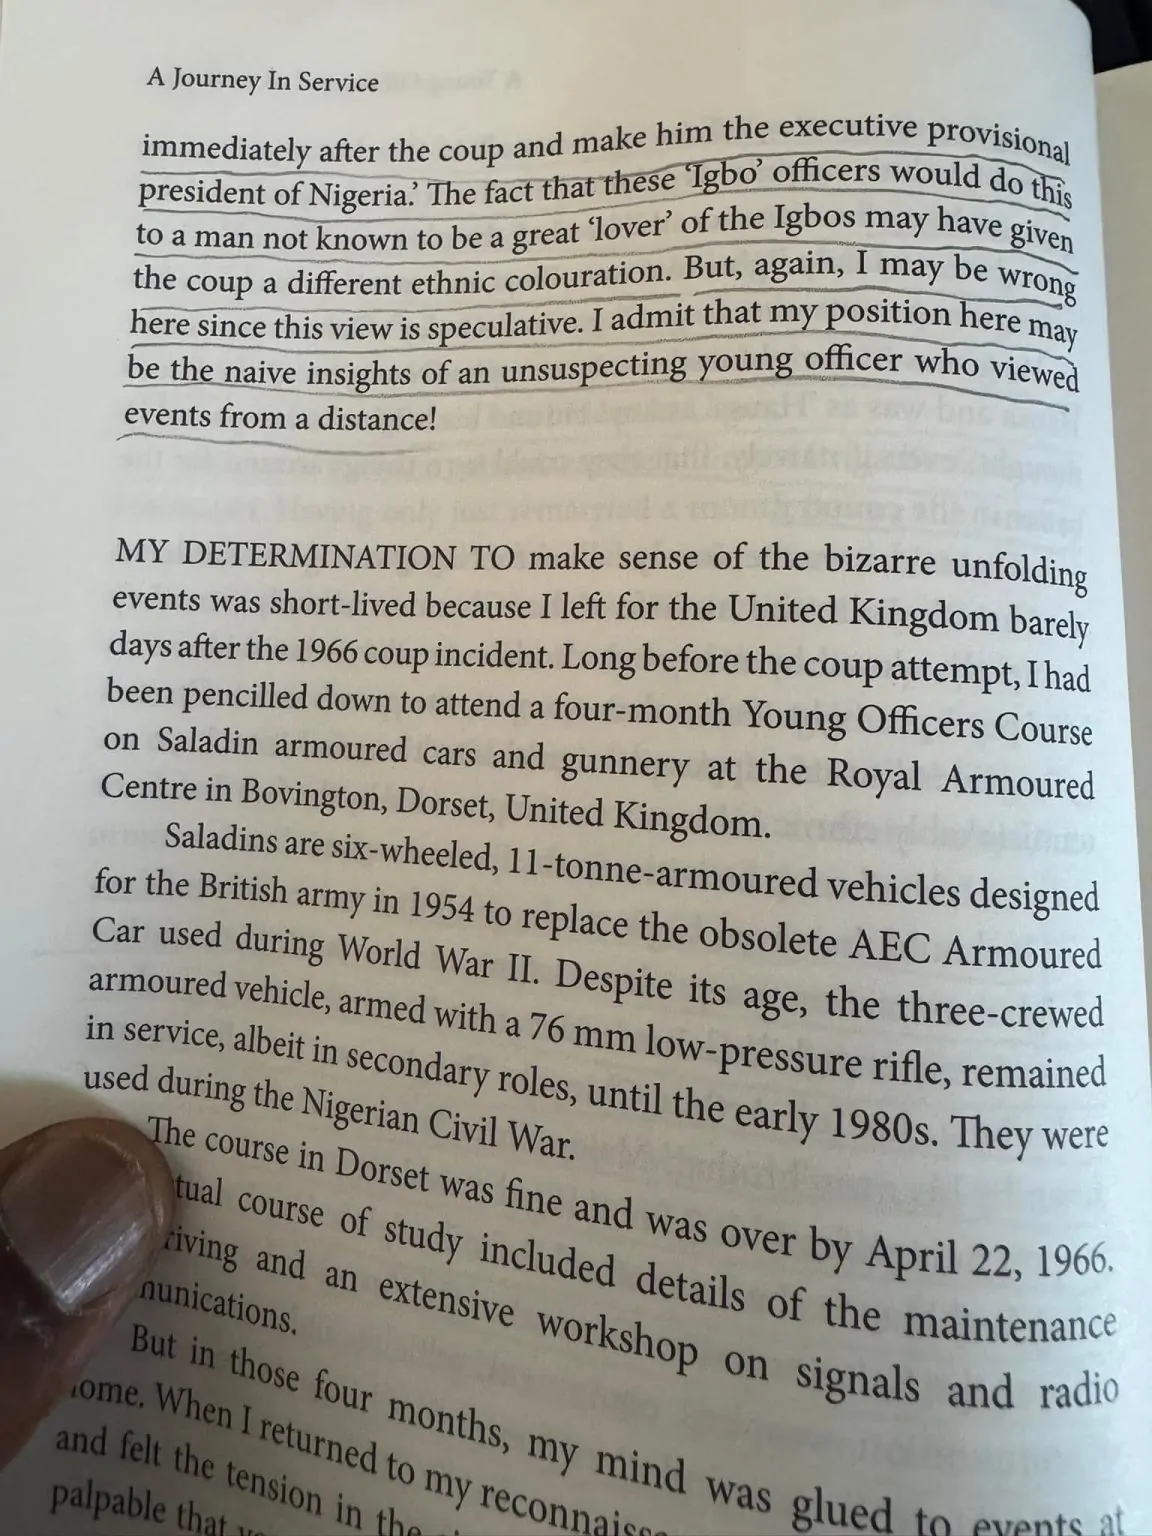 A Journey In Service
immediately after the coup and make him the executive provisional
president of Nigeria.' The fact that these 'Igbo' officers would do this
to a man not known to be a great 'lover' of the Igbos may have given
the coup a different ethnic colouration. But, again, I may be wrong
here since this view is speculative. I admit that my position here may
be the naive insights of an unsuspecting young officer who viewed
events from a distance!
MY DETERMINATION TO make sense of the bizarre unfolding
events was short-lived because I left for the United Kingdom barely
days after the 1966 coup incident. Long before the coup attempt, I had
been pencilled down to attend a four-month Young Officers Course
on Saladin armoured cars and gunnery at the Royal Armoured
Centre in Bovington, Dorset, United Kingdom.
Saladins are six-wheeled, 11-tonne-armoured vehicles designed
for the British army in 1954 to replace the obsolete AEC Armoured
Car used during World War II. Despite its age, the three-crewed
armoured vehicle, armed with a 76 mm low-pressure rifle, remained
in service, albeit in secondary roles, until the early 1980s. They were
used during the Nigerian Civil War.
The course in Dorset was fine and was over by April 22, 1966.
course of study included details of the maintenance
and an extensive workshop on signals and radio
But in those four months, my mind was glued to events at
When I returned to my
and felt the tension in the
palpable that